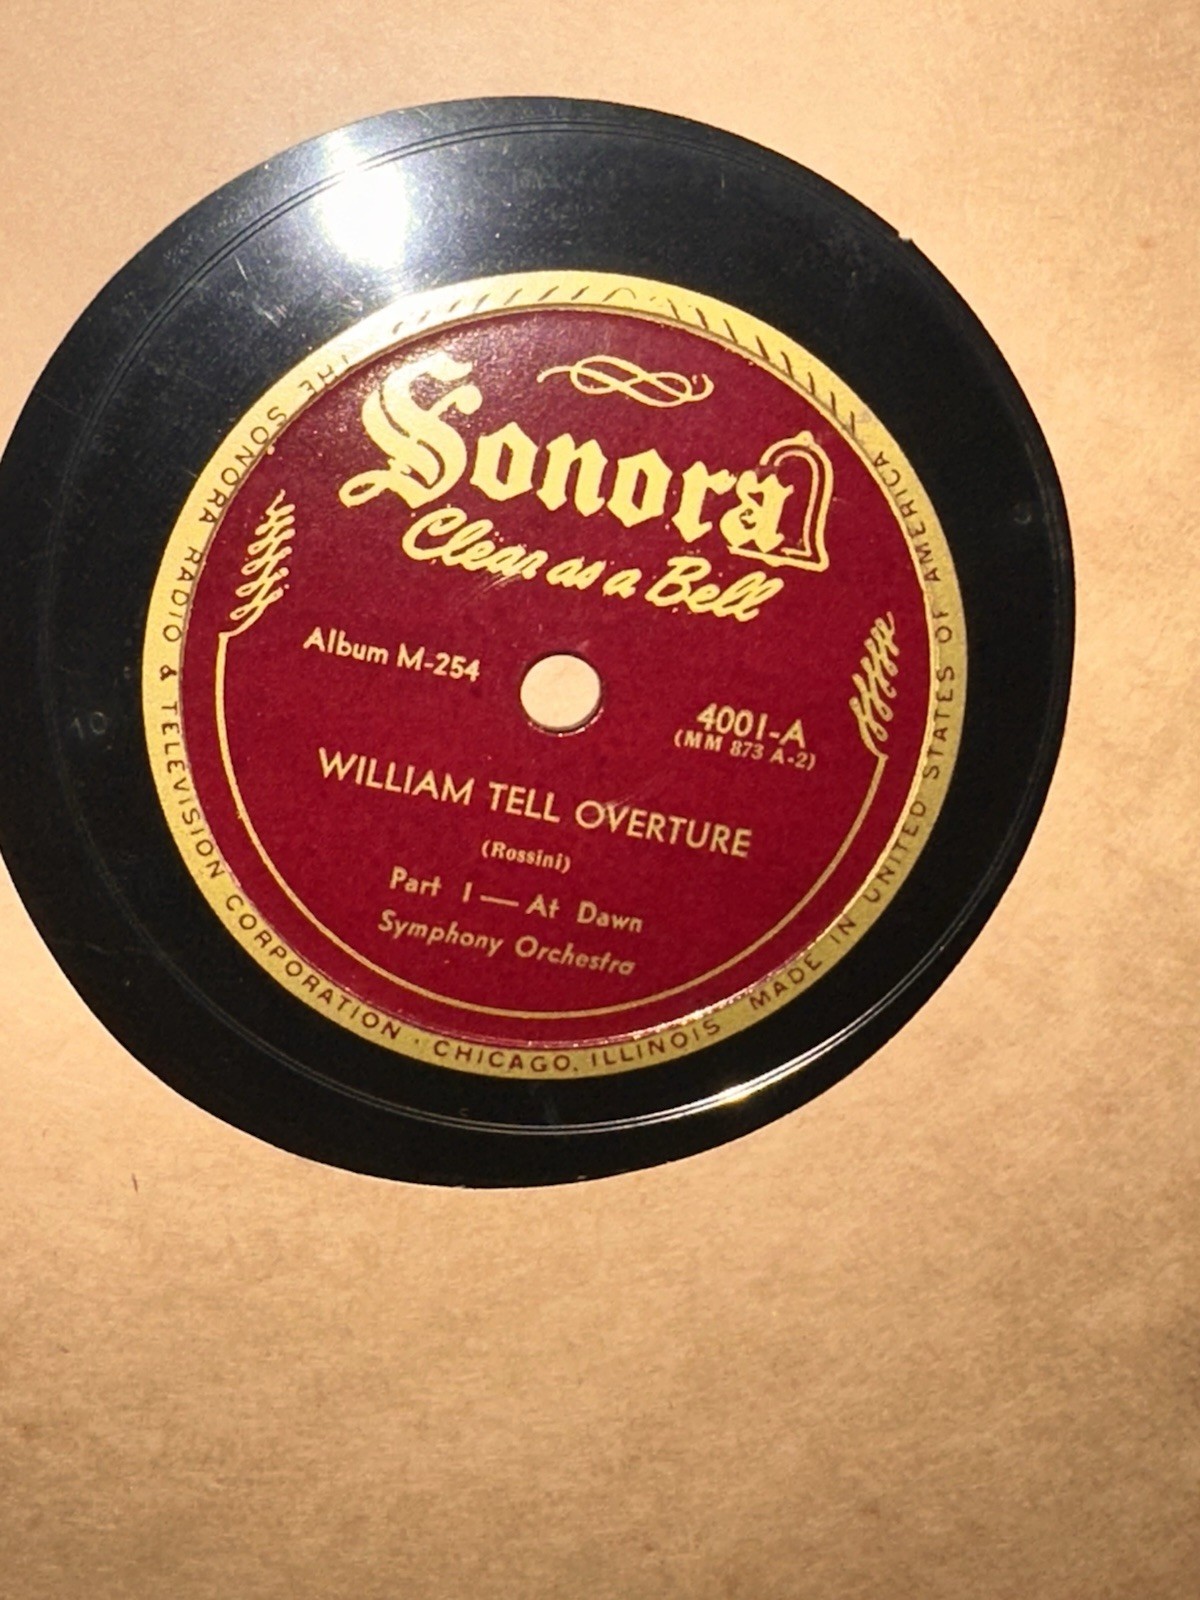 Sonora
Clear as a Bell
Album M-254
4001-A
(MM 873 A-2)
WILLIAM TELL OVERTURE
(Rossini)
Part I — At Dawn
Symphony Orchestra
THE SONORA RADIO & TELEVISION CORPORATION · CHICAGO, ILLINOIS MADE IN UNITED STATES OF AMERICA
10